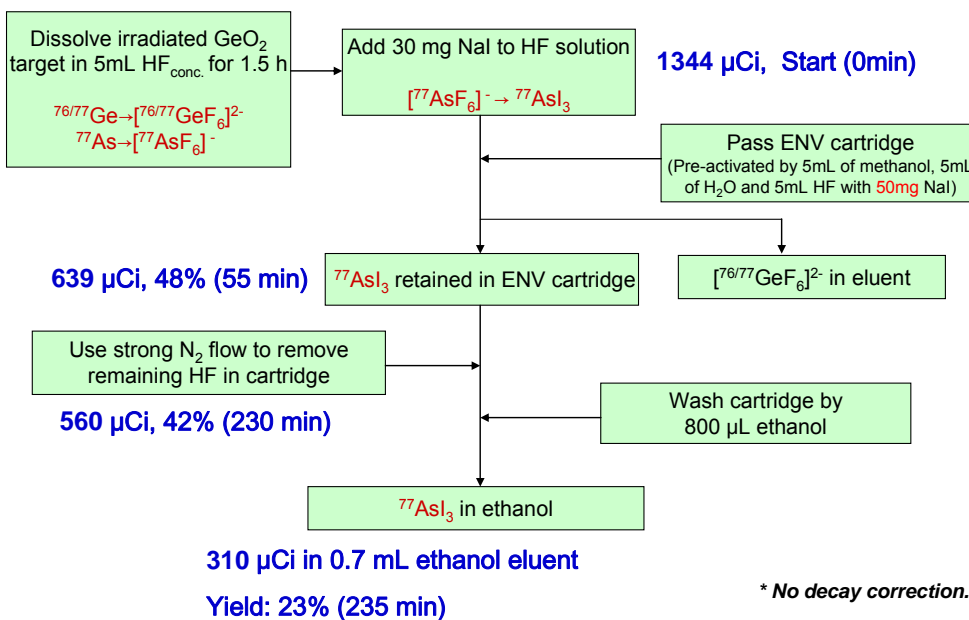 Dissolve irradiated GeO₂
target in 5mL HF_conc. for 1.5 h
⁷⁶/⁷⁷Ge→[⁷⁶/⁷⁷GeF₆]²⁻
⁷⁷As→[⁷⁷AsF₆]⁻
Add 30 mg NaI to HF solution
[⁷⁷AsF₆]⁻→ ⁷⁷AsI₃
1344 µCi, Start (0min)
Pass ENV cartridge
(Pre-activated by 5mL of methanol, 5mL
of H₂O and 5mL HF with 50mg NaI)
639 µCi, 48% (55 min)
⁷⁷AsI₃ retained in ENV cartridge
[⁷⁶/⁷⁷GeF₆]²⁻ in eluent
Use strong N₂ flow to remove
remaining HF in cartridge
560 µCi, 42% (230 min)
Wash cartridge by
800 µL ethanol
⁷⁷AsI₃ in ethanol
310 µCi in 0.7 mL ethanol eluent
Yield: 23% (235 min)
* No decay correction.